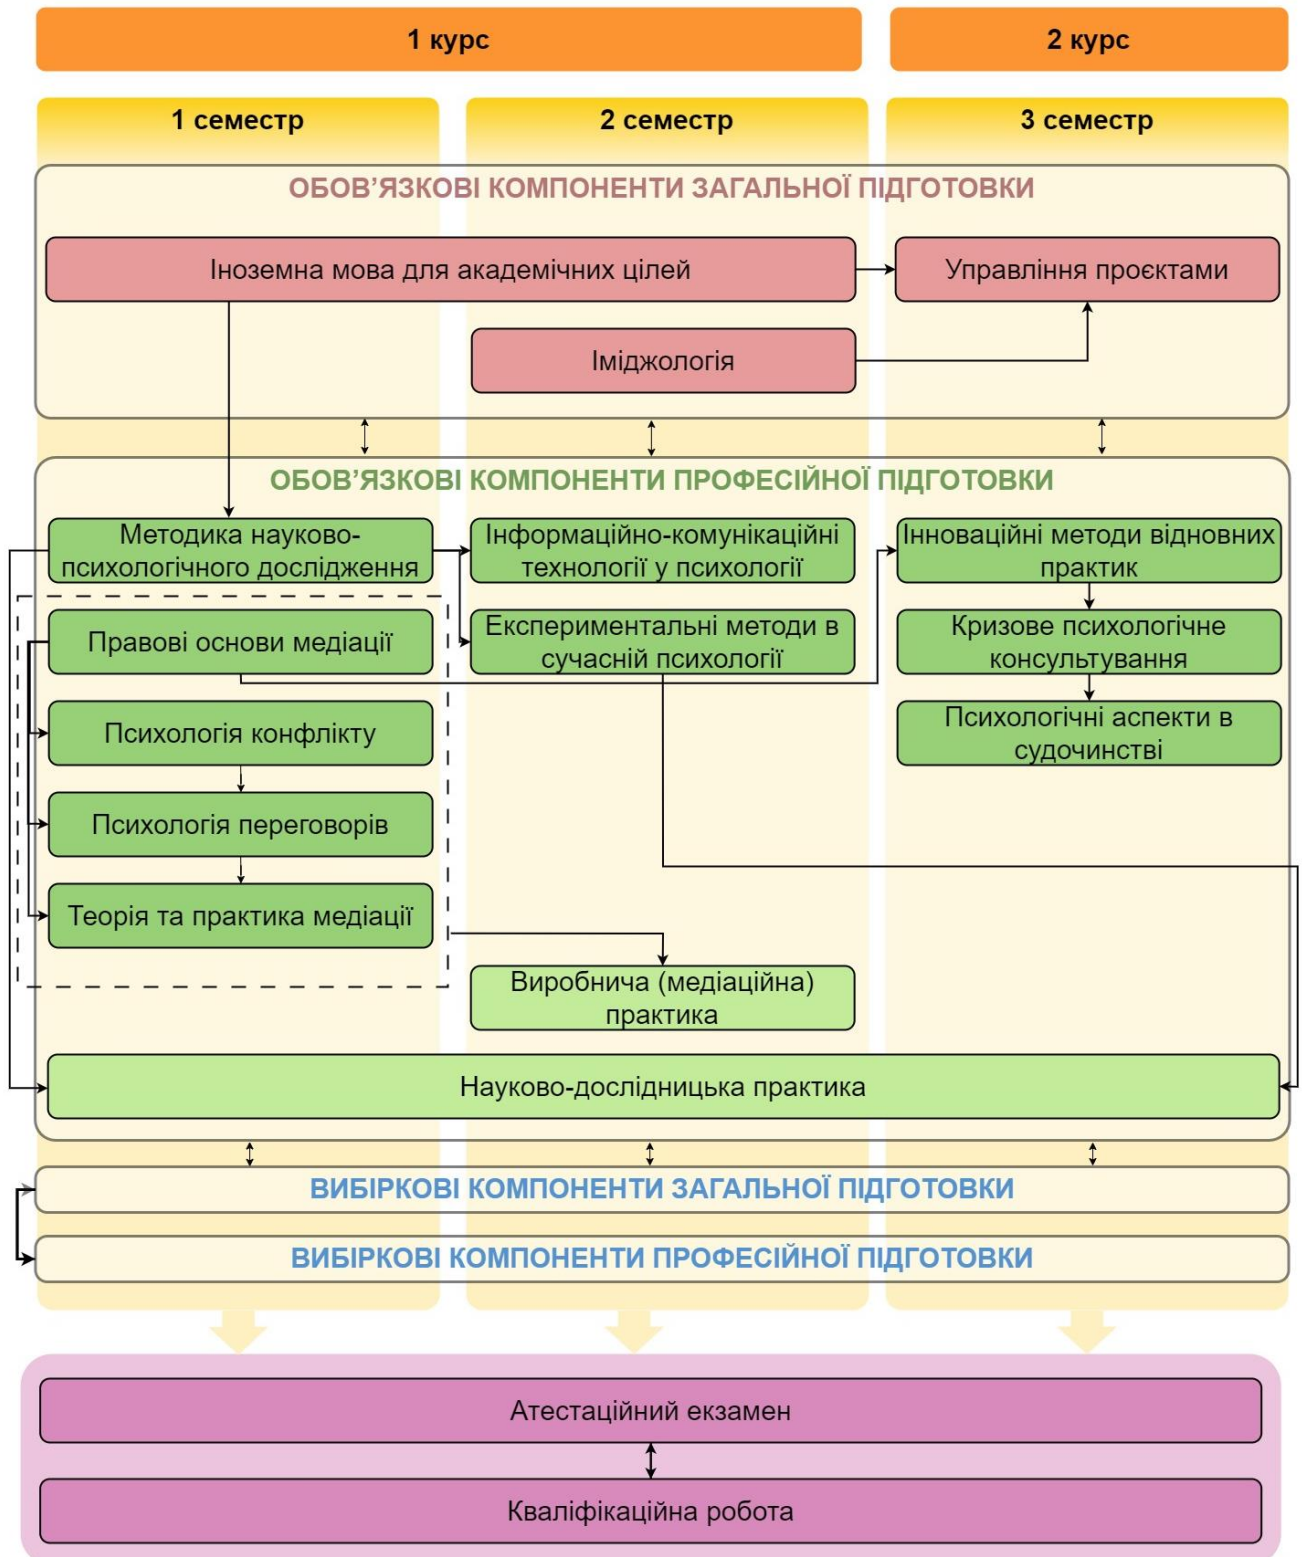 1 курс
2 курс
1 семестр
2 семестр
3 семестр
ОБОВ’ЯЗКОВІ КОМПОНЕНТИ ЗАГАЛЬНОЇ ПІДГОТОВКИ
Іноземна мова для академічних цілей
Управління проєктами
Іміджологія
ОБОВ’ЯЗКОВІ КОМПОНЕНТИ ПРОФЕСІЙНОЇ ПІДГОТОВКИ
Методика науково-
психологічного дослідження
Інформаційно-комунікаційні
технології у психології
Інноваційні методи відновних
практик
Правові основи медіації
Експериментальні методи в
сучасній психології
Кризове психологічне
консультування
Психологія конфлікту
Психологічні аспекти в
судочинстві
Психологія переговорів
Теорія та практика медіації
Виробнича (медіаційна)
практика
Науково-дослідницька практика
ВИБІРКОВІ КОМПОНЕНТИ ЗАГАЛЬНОЇ ПІДГОТОВКИ
ВИБІРКОВІ КОМПОНЕНТИ ПРОФЕСІЙНОЇ ПІДГОТОВКИ
Атестаційний екзамен
Кваліфікаційна робота